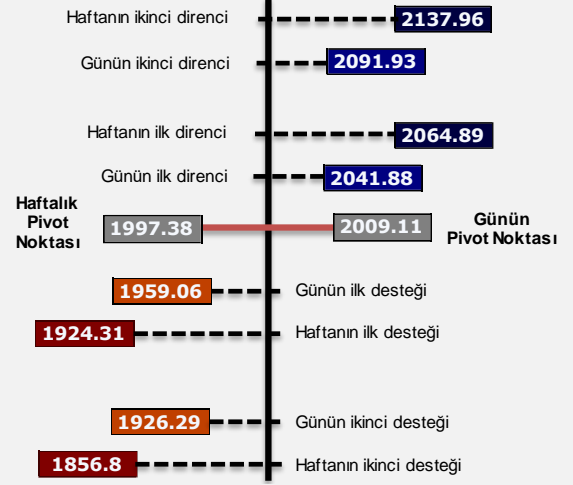 Haftanın ikinci direnci 2137.96
Günün ikinci direnci 2091.93
Haftanın ilk direnci 2064.89
Günün ilk direnci 2041.88
Haftalık
Pivot
Noktası
1997.38
2009.11
Günün
Pivot Noktası
1959.06 Günün ilk desteği
1924.31 Haftanın ilk desteği
1926.29 Günün ikinci desteği
1856.8 Haftanın ikinci desteği